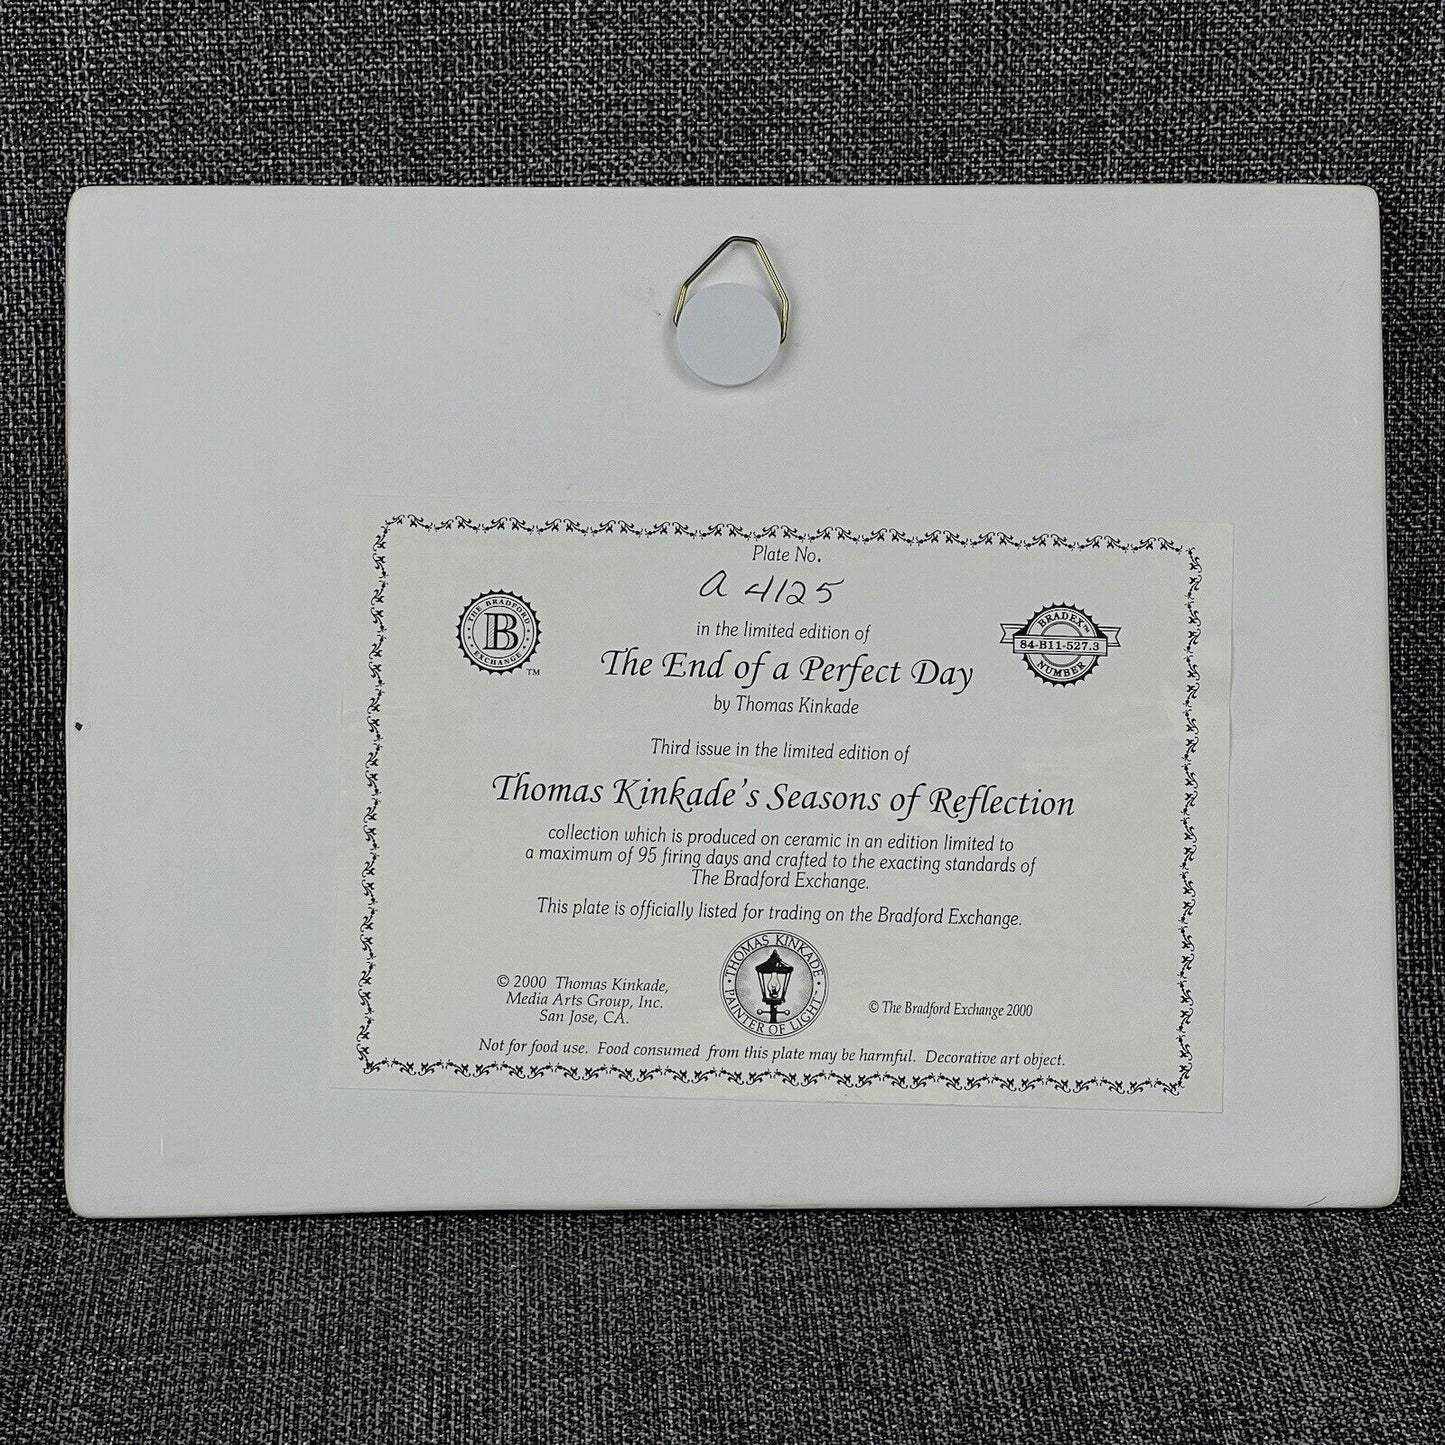 Plate No.
a 4125
THE BRADFORD EXCHANGE
B
TM
BRADEX™
84-B11-527.3
NUMBER
in the limited edition of
The End of a Perfect Day
by Thomas Kinkade
Third issue in the limited edition of
Thomas Kinkade's Seasons of Reflection
collection which is produced on ceramic in an edition limited to
a maximum of 95 firing days and crafted to the exacting standards of
The Bradford Exchange.
This plate is officially listed for trading on the Bradford Exchange.
© 2000 Thomas Kinkade,
Media Arts Group, Inc.
San Jose, CA.
THOMAS KINKADE
PAINTER OF LIGHT™
© The Bradford Exchange 2000
Not for food use. Food consumed from this plate may be harmful. Decorative art object.